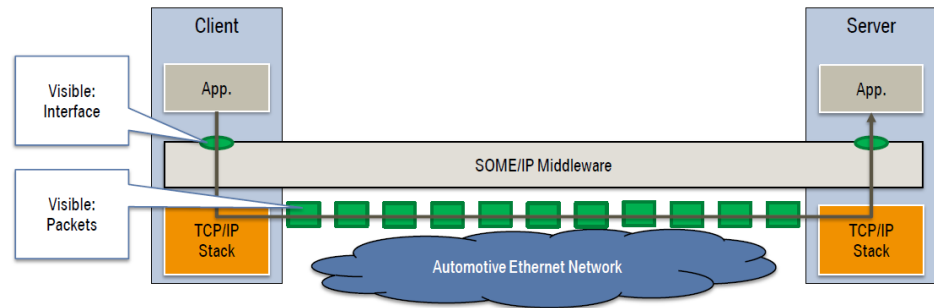 Client
Server
Visible:
Interface
App.
App.
SOME/IP Middleware
Visible:
Packets
TCP/IP
Stack
TCP/IP
Stack
Automotive Ethernet Network